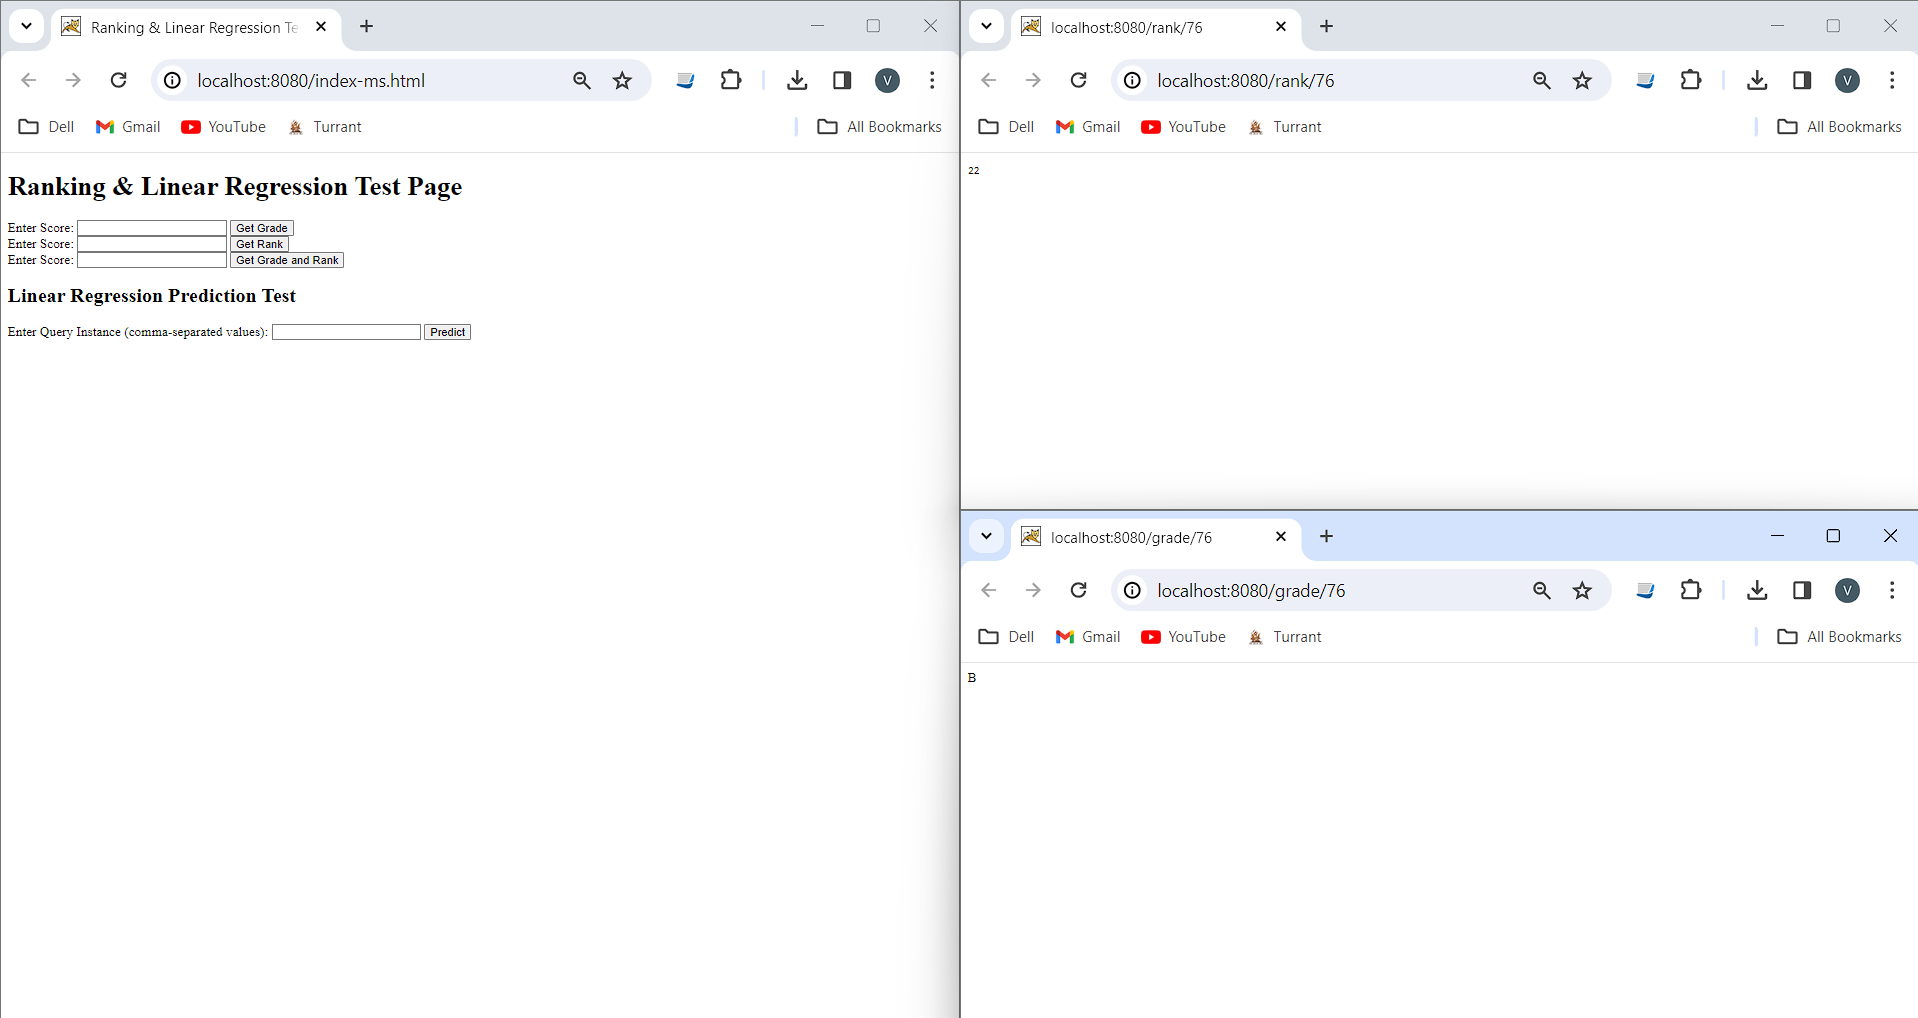 Ranking & Linear Regression Te
localhost:8080/index-ms.html
V
Dell Gmail YouTube Turrant All Bookmarks
Ranking & Linear Regression Test Page
Enter Score: Get Grade
Enter Score: Get Rank
Enter Score: Get Grade and Rank
Linear Regression Prediction Test
Enter Query Instance (comma-separated values): Predict
localhost:8080/rank/76
localhost:8080/rank/76
V
Dell Gmail YouTube Turrant All Bookmarks
22
localhost:8080/grade/76
localhost:8080/grade/76
V
Dell Gmail YouTube Turrant All Bookmarks
B